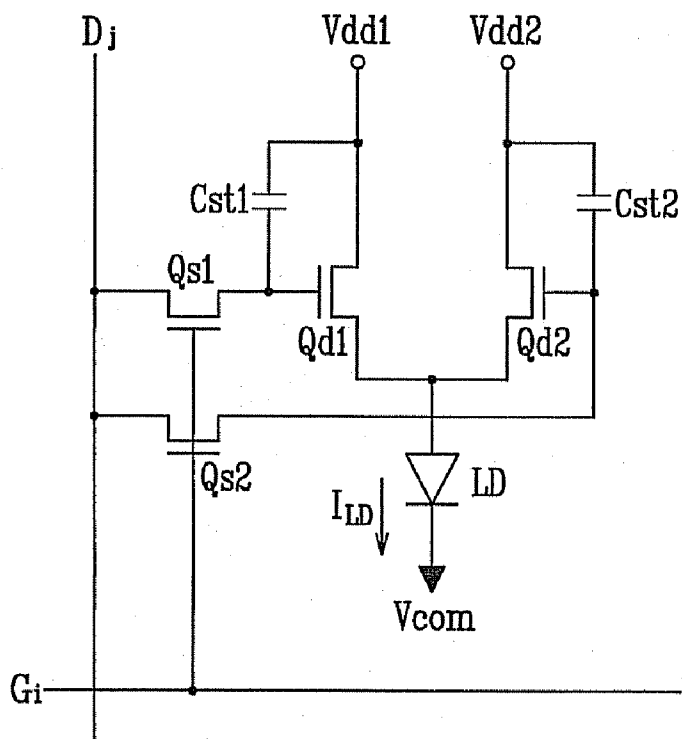 Dj
Vdd1
Vdd2
Cst1
Cst2
Qs1
Qd1
Qd2
Qs2
LD
ILD
Vcom
Gi